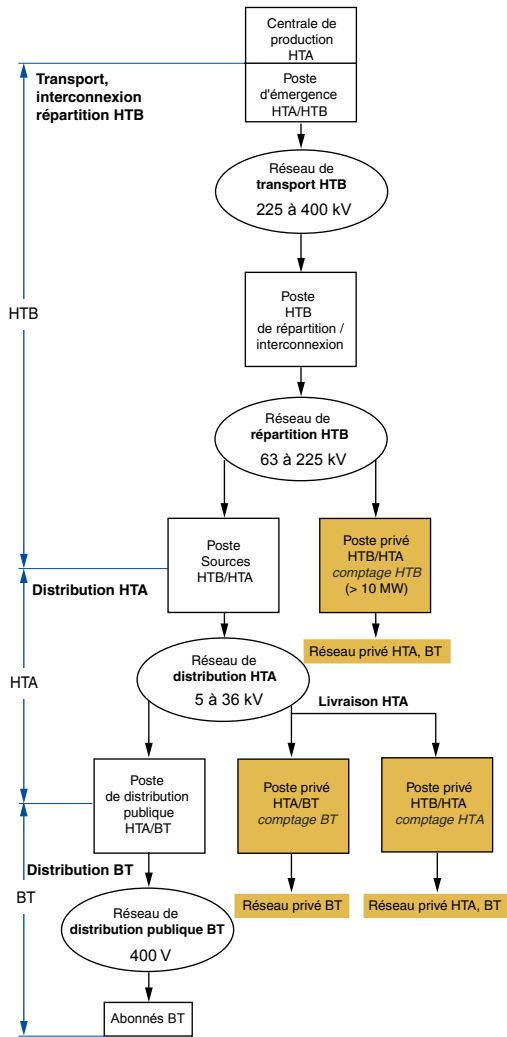 Centrale de
production
HTA
Poste
d'émergence
HTA/HTB
Transport,
interconnexion
répartition HTB
Réseau de
transport HTB
225 à 400 kV
Poste
HTB
de répartition /
interconnexion
HTB
Réseau de
répartition HTB
63 à 225 kV
Poste
Sources
HTB/HTA
Poste privé
HTB/HTA
comptage HTB
(> 10 MW)
Distribution HTA
Réseau privé HTA, BT
Réseau de
distribution HTA
5 à 36 kV
HTA
Livraison HTA
Poste
de distribution
publique
HTA/BT
Poste privé
HTA/BT
comptage BT
Poste privé
HTB/HTA
comptage HTA
Distribution BT
BT
Réseau privé BT
Réseau privé HTA, BT
Réseau de
distribution publique BT
400 V
Abonnés BT